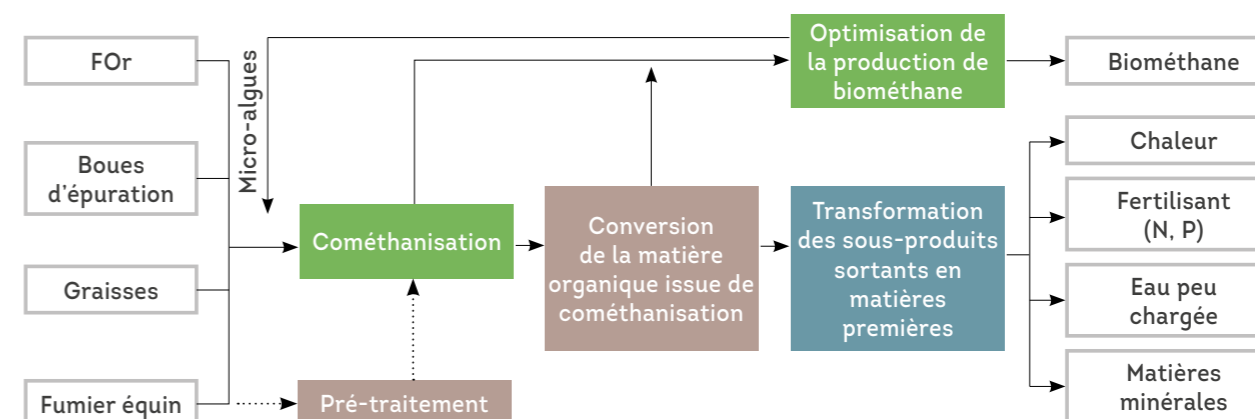 FOr
Boues
d'épuration
Graisses
Fumier équin
Micro-algues
Cométhanisation
Pré-traitement
Conversion
de la matière
organique issue de
cométhanisation
Optimisation de
la production de
biométhane
Transformation
des sous-produits
sortants en
matières
premières
Biométhane
Chaleur
Fertilisant
(N, P)
Eau peu
chargée
Matières
minérales